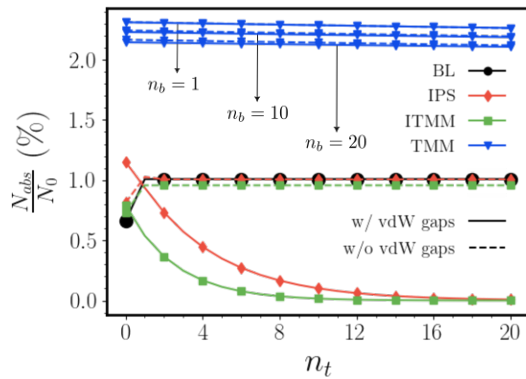 2.0
1.5
1.0
0.5
0.0
N_abs/N_0 (%)
n_b = 1
n_b = 10
n_b = 20
BL
IPS
ITMM
TMM
w/ vdW gaps
w/o vdW gaps
0 4 8 12 16 20
n_t